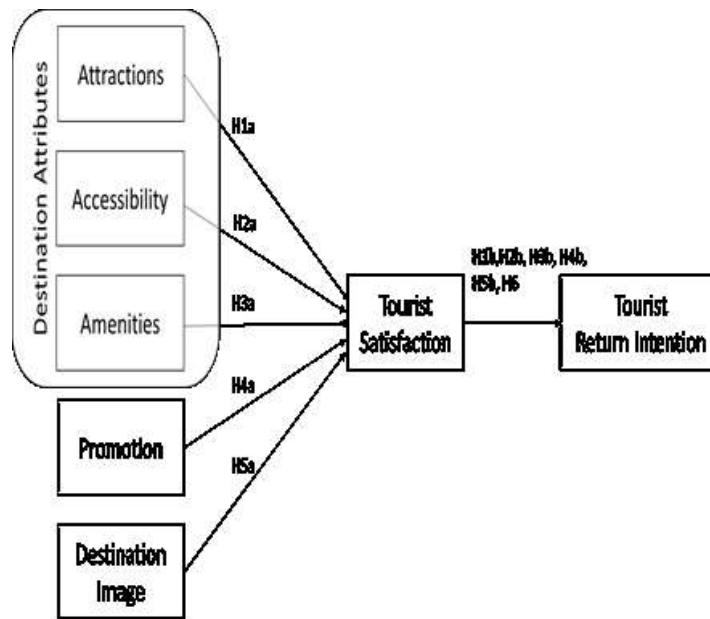 Destination Attributes
Attractions
Accessibility
Amenities
Promotion
Destination
Image
H1a
H2a
H3a
H4a
H5a
Tourist
Satisfaction
H1b,H2b, H3b, H4b,
H5b, H6
Tourist
Return Intention